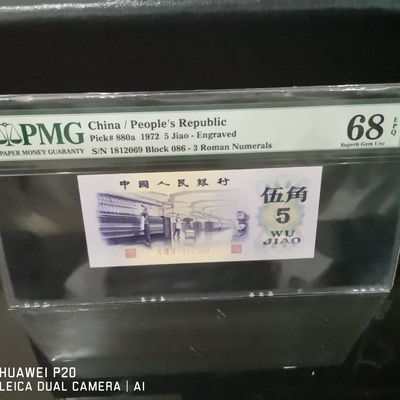 PMG
PAPER MONEY GUARANTY
China / People's Republic
Pick# 880a 1972 5 Jiao - Engraved
S/N 1812069 Block 086 - 3 Roman Numerals
68 EPQ
Superb Gem Unc
中國人民銀行
伍角
5
WU
JIAO
HUAWEI P20
LEICA DUAL CAMERA | AI